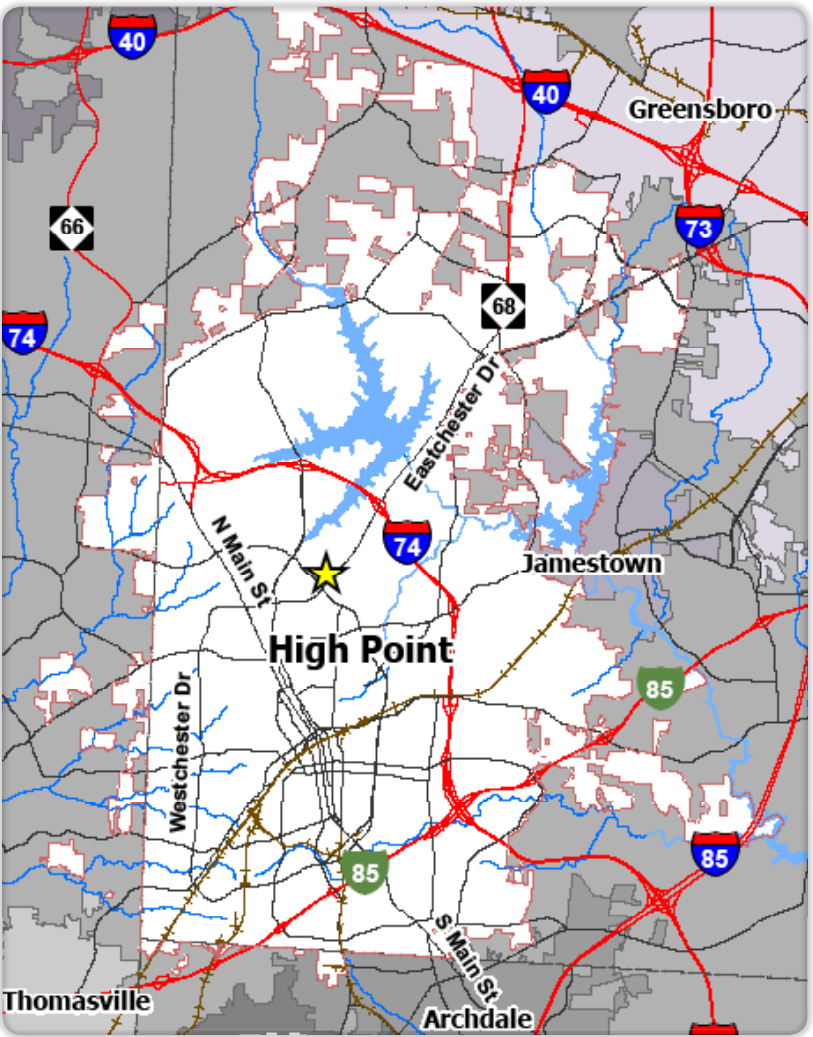 40
40
Greensboro
66
73
68
74
Eastchester Dr
N Main St
74
Jamestown
High Point
85
Westchester Dr
85
85
S Main St
Thomasville
Archdale